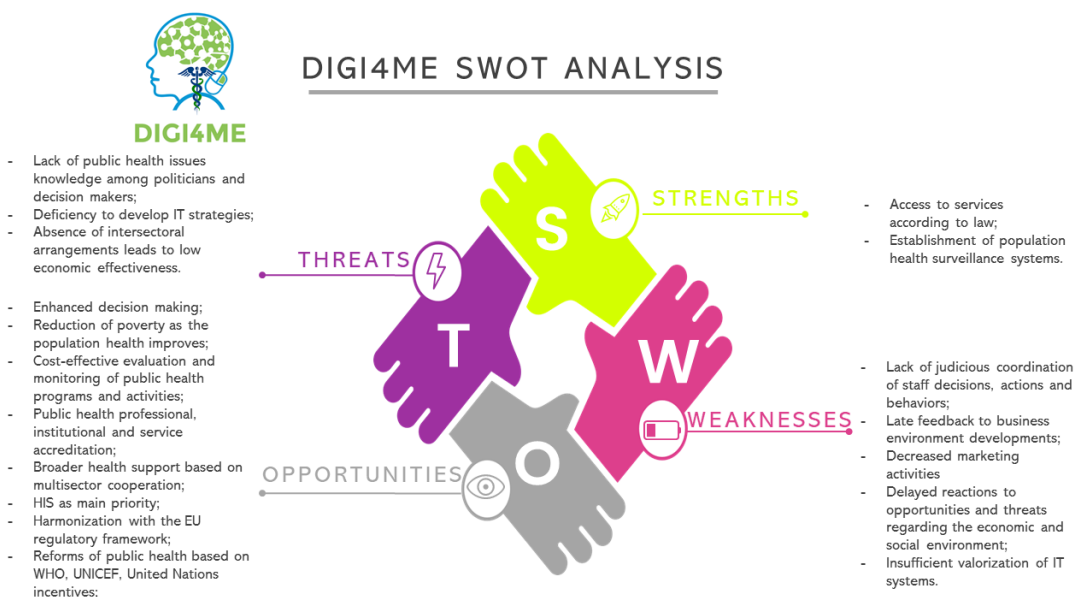 DIGI4ME SWOT ANALYSIS
DIGI4ME
- Lack of public health issues
knowledge among politicians and
decision makers;
- Deficiency to develop IT strategies;
- Absence of intersectoral
arrangements leads to low
economic effectiveness.
THREATS
T
S
STRENGTHS
- Access to services
according to law;
- Establishment of population
health surveillance systems.
- Enhanced decision making;
- Reduction of poverty as the
population health improves;
- Cost-effective evaluation and
monitoring of public health
programs and activities;
- Public health professional,
institutional and service
accreditation;
- Broader health support based on
multisector cooperation;
- HIS as main priority;
- Harmonization with the EU
regulatory framework;
- Reforms of public health based on
WHO, UNICEF, United Nations
incentives;
OPPORTUNITIES
O
W
WEAKNESSES
- Lack of judicious coordination
of staff decisions, actions and
behaviors;
- Late feedback to business
environment developments;
- Decreased marketing
activities
- Delayed reactions to
opportunities and threats
regarding the economic and
social environment;
- Insufficient valorization of IT
systems.